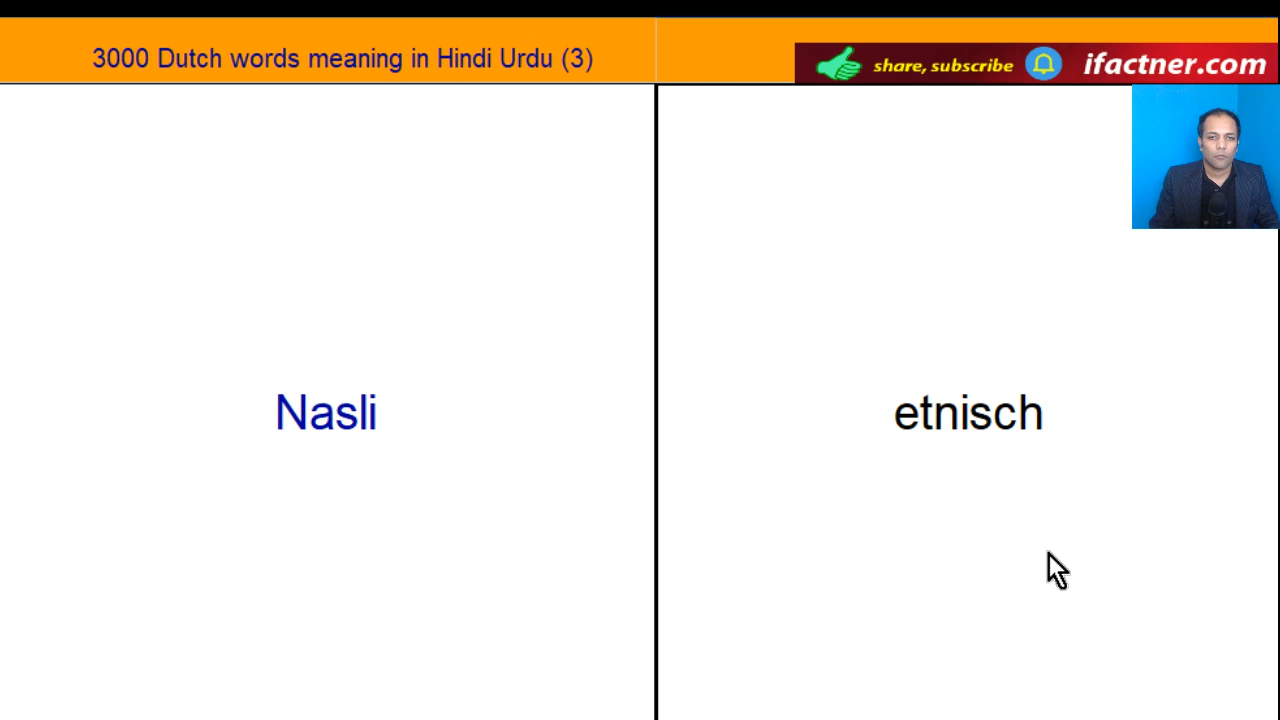 3000 Dutch words meaning in Hindi Urdu (3)
share, subscribe
ifactner.com
Nasli
etnisch